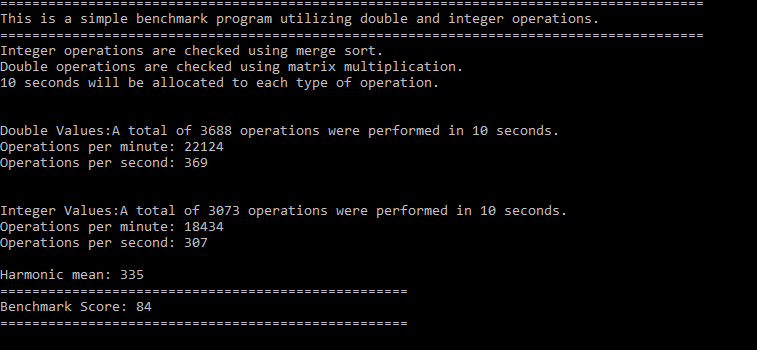 ========================================================================================
This is a simple benchmark program utilizing double and integer operations.
========================================================================================
Integer operations are checked using merge sort.
Double operations are checked using matrix multiplication.
10 seconds will be allocated to each type of operation.
Double Values:A total of 3688 operations were performed in 10 seconds.
Operations per minute: 22124
Operations per second: 369
Integer Values:A total of 3073 operations were performed in 10 seconds.
Operations per minute: 18434
Operations per second: 307
Harmonic mean: 335
===================================================
Benchmark Score: 84
===================================================